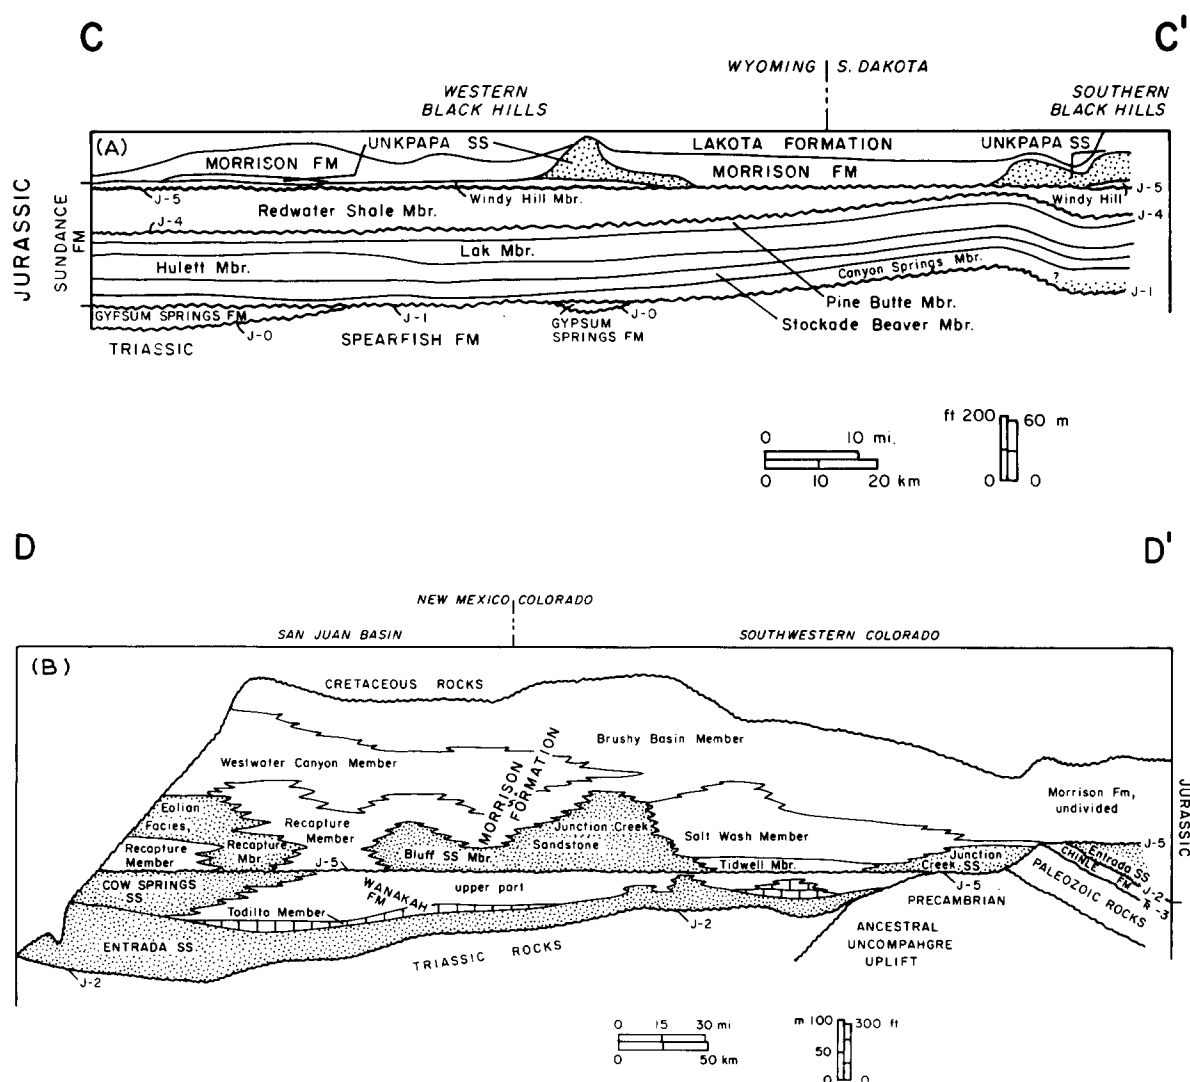 C
C'
WYOMING
S. DAKOTA
WESTERN
BLACK HILLS
SOUTHERN
BLACK HILLS
(A)
UNKPAPA SS
LAKOTA FORMATION
UNKPAPA SS
MORRISON FM
MORRISON FM
J-5
Windy Hill Mbr.
Windy Hill
J-5
JURASSIC
SUNDANCE
FM
Redwater Shale Mbr.
J-4
J-4
Lak Mbr.
Hulett Mbr.
Canyon Springs Mbr.
?
J-1
Pine Butte Mbr.
Stockade Beaver Mbr.
GYPSUM SPRINGS FM
J-0
J-1
GYPSUM
SPRINGS FM
J-0
TRIASSIC
SPEARFISH FM
0 10 mi.
0 10 20 km
ft 200 60 m
0 0
D
D'
NEW MEXICO
COLORADO
SAN JUAN BASIN
SOUTHWESTERN COLORADO
(B)
CRETACEOUS ROCKS
Brushy Basin Member
Westwater Canyon Member
MORRISON
FORMATION
Morrison Fm,
undivided
JURASSIC
Eolian
Facies,
Recapture
Member
Recapture
Mbr.
Recapture
Member
J-5
Bluff SS Mbr.
Junction Creek
Sandstone
Salt Wash Member
Tidwell Mbr.
Junction
Creek SS
J-5
Entrada SS
J-5
CHINLE
FM
J-2
ꓘ-3
COW SPRINGS
SS
WANAKAH
FM
upper part
Todilto Member
J-2
PRECAMBRIAN
PALEOZOIC ROCKS
ENTRADA SS
J-2
TRIASSIC ROCKS
ANCESTRAL
UNCOMPAHGRE
UPLIFT
0 15 30 mi
0 50 km
m 100 300 ft
50
0 0